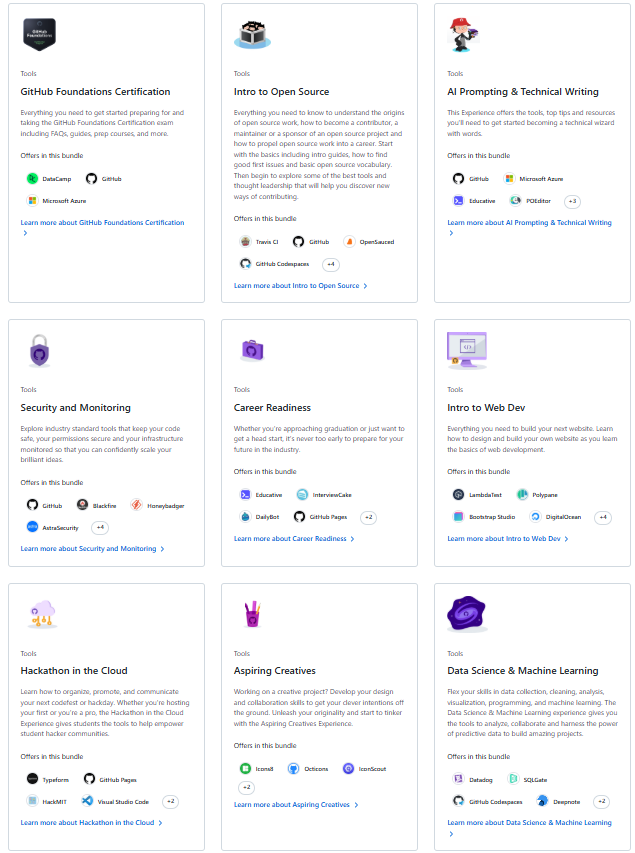 GitHub
Foundations
Tools
GitHub Foundations Certification
Everything you need to get started preparing for and
taking the GitHub Foundations Certification exam
including FAQs, guides, prep courses, and more.
Offers in this bundle
DataCamp GitHub
Microsoft Azure
Learn more about GitHub Foundations Certification
Tools
Intro to Open Source
Everything you need to know to understand the origins
of open source work, how to become a contributor, a
maintainer or a sponsor of an open source project and
how to propel open source work into a career. Start
with the basics including intro guides, how to find
good first issues and basic open source vocabulary.
Then begin to explore some of the best tools and
thought leadership that will help you discover new
ways of contributing.
Offers in this bundle
Travis CI GitHub OpenSauced
GitHub Codespaces +4
Learn more about Intro to Open Source
Tools
AI Prompting & Technical Writing
This Experience offers the tools, top tips and resources
you'll need to get started becoming a technical wizard
with words.
Offers in this bundle
GitHub Microsoft Azure
Educative POEditor +3
Learn more about AI Prompting & Technical Writing
Tools
Security and Monitoring
Explore industry standard tools that keep your code
safe, your permissions secure and your infrastructure
monitored so that you can confidently scale your
brilliant ideas.
Offers in this bundle
GitHub Blackfire Honeybadger
AstraSecurity +4
Learn more about Security and Monitoring
Tools
Career Readiness
Whether you're approaching graduation or just want to
get a head start, it's never too early to prepare for your
future in the industry.
Offers in this bundle
Educative InterviewCake
DailyBot GitHub Pages +2
Learn more about Career Readiness
Tools
Intro to Web Dev
Everything you need to build your next website. Learn
how to design and build your own website as you learn
the basics of web development.
Offers in this bundle
LambdaTest Polypane
Bootstrap Studio DigitalOcean +4
Learn more about Intro to Web Dev
Tools
Hackathon in the Cloud
Learn how to organize, promote, and communicate
your next codefest or hackday. Whether you're hosting
your first or you're a pro, the Hackathon in the Cloud
Experience gives students the tools to help empower
student hacker communities.
Offers in this bundle
Typeform GitHub Pages
HackMIT Visual Studio Code +2
Learn more about Hackathon in the Cloud
Tools
Aspiring Creatives
Working on a creative project? Develop your design
and collaboration skills to get your clever intentions off
the ground. Unleash your originality and start to tinker
with the Aspiring Creatives Experience.
Offers in this bundle
Icons8 Octicons IconScout
+2
Learn more about Aspiring Creatives
Tools
Data Science & Machine Learning
Flex your skills in data collection, cleaning, analysis,
visualization, programming, and machine learning. The
Data Science & Machine Learning experience gives you
the tools to analyze, collaborate and harness the power
of predictive data to build amazing projects.
Offers in this bundle
Datadog SQLGate
GitHub Codespaces Deepnote +2
Learn more about Data Science & Machine Learning